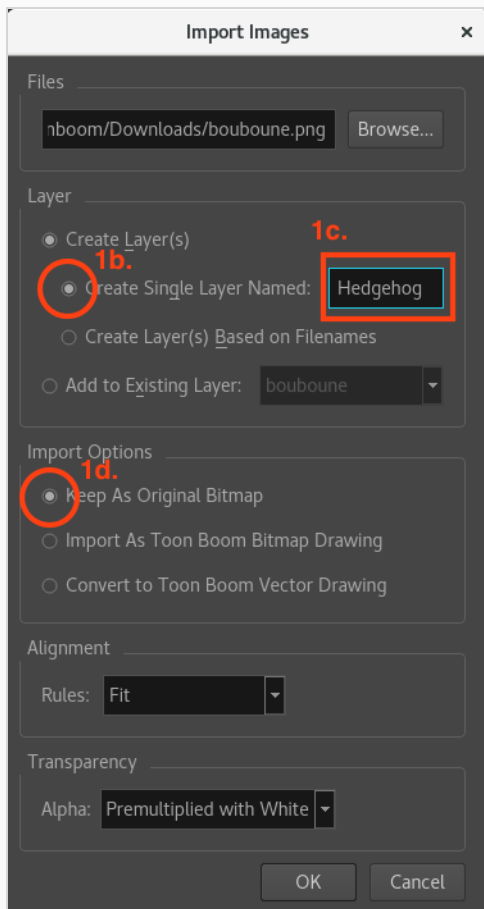 Import Images ×
Files
nboom/Downloads/bouboune.png Browse...
Layer
Create Layer(s)
1b. 1c.
Create Single Layer Named: Hedgehog
Create Layer(s) Based on Filenames
Add to Existing Layer: bouboune
Import Options
1d.
Keep As Original Bitmap
Import As Toon Boom Bitmap Drawing
Convert to Toon Boom Vector Drawing
Alignment
Rules: Fit
Transparency
Alpha: Premultiplied with White
OK Cancel